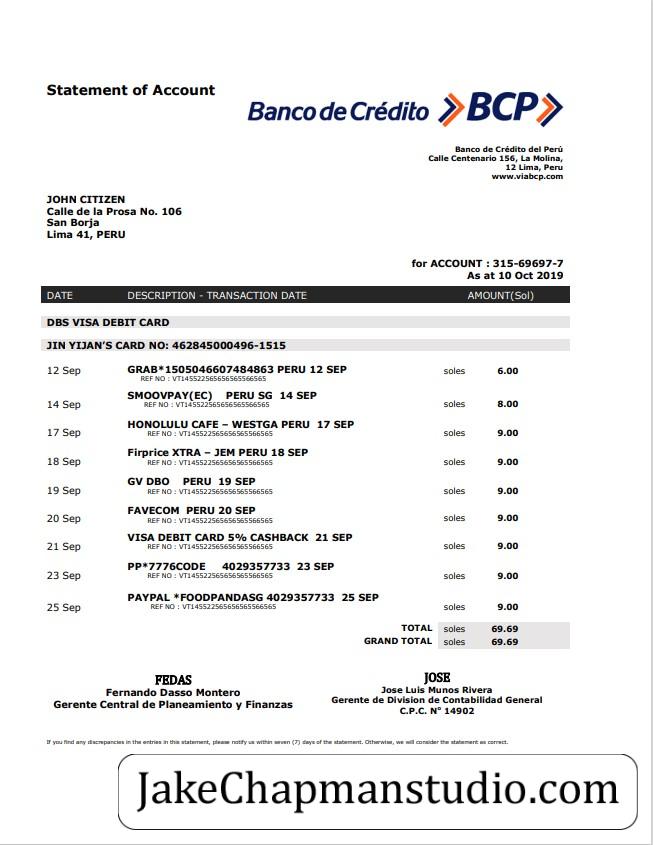 Statement of Account
Banco de Crédito BCP
Banco de Crédito del Perú
Calle Centenario 156, La Molina,
12 Lima, Peru
www.viabcp.com
JOHN CITIZEN
Calle de la Prosa No. 106
San Borja
Lima 41, PERU
for ACCOUNT : 315-69697-7
As at 10 Oct 2019
DATE DESCRIPTION - TRANSACTION DATE AMOUNT(Sol)
DBS VISA DEBIT CARD
JIN YIJAN'S CARD NO: 462845000496-1515
12 Sep GRAB*1505046607484863 PERU 12 SEP soles 6.00
REF NO : VT145522565656565566565
14 Sep SMOOVPAY(EC) PERU SG 14 SEP soles 8.00
REF NO : VT145522565656565566565
17 Sep HONOLULU CAFE – WESTGA PERU 17 SEP soles 9.00
REF NO : VT145522565656565566565
18 Sep Firprice XTRA – JEM PERU 18 SEP soles 9.00
REF NO : VT145522565656565566565
19 Sep GV DBO PERU 19 SEP soles 9.00
REF NO : VT145522565656565566565
20 Sep FAVECOM PERU 20 SEP soles 9.00
REF NO : VT145522565656565566565
21 Sep VISA DEBIT CARD 5% CASHBACK 21 SEP soles 9.00
REF NO : VT145522565656565566565
23 Sep PP*7776CODE 4029357733 23 SEP soles 9.00
REF NO : VT145522565656565566565
25 Sep PAYPAL *FOODPANDASG 4029357733 25 SEP soles 9.00
REF NO : VT145522565656565566565
TOTAL soles 69.69
GRAND TOTAL soles 69.69
FEDAS
Fernando Dasso Montero
Gerente Central de Planeamiento y Finanzas
JOSE
Jose Luis Munos Rivera
Gerente de Division de Contabilidad General
C.P.C. N° 14902
If you find any discrepancies in the entries in this statement, please notify us within seven (7) days of the statement. Otherwise, we will consider the statement as correct.
JakeChapmanstudio.com